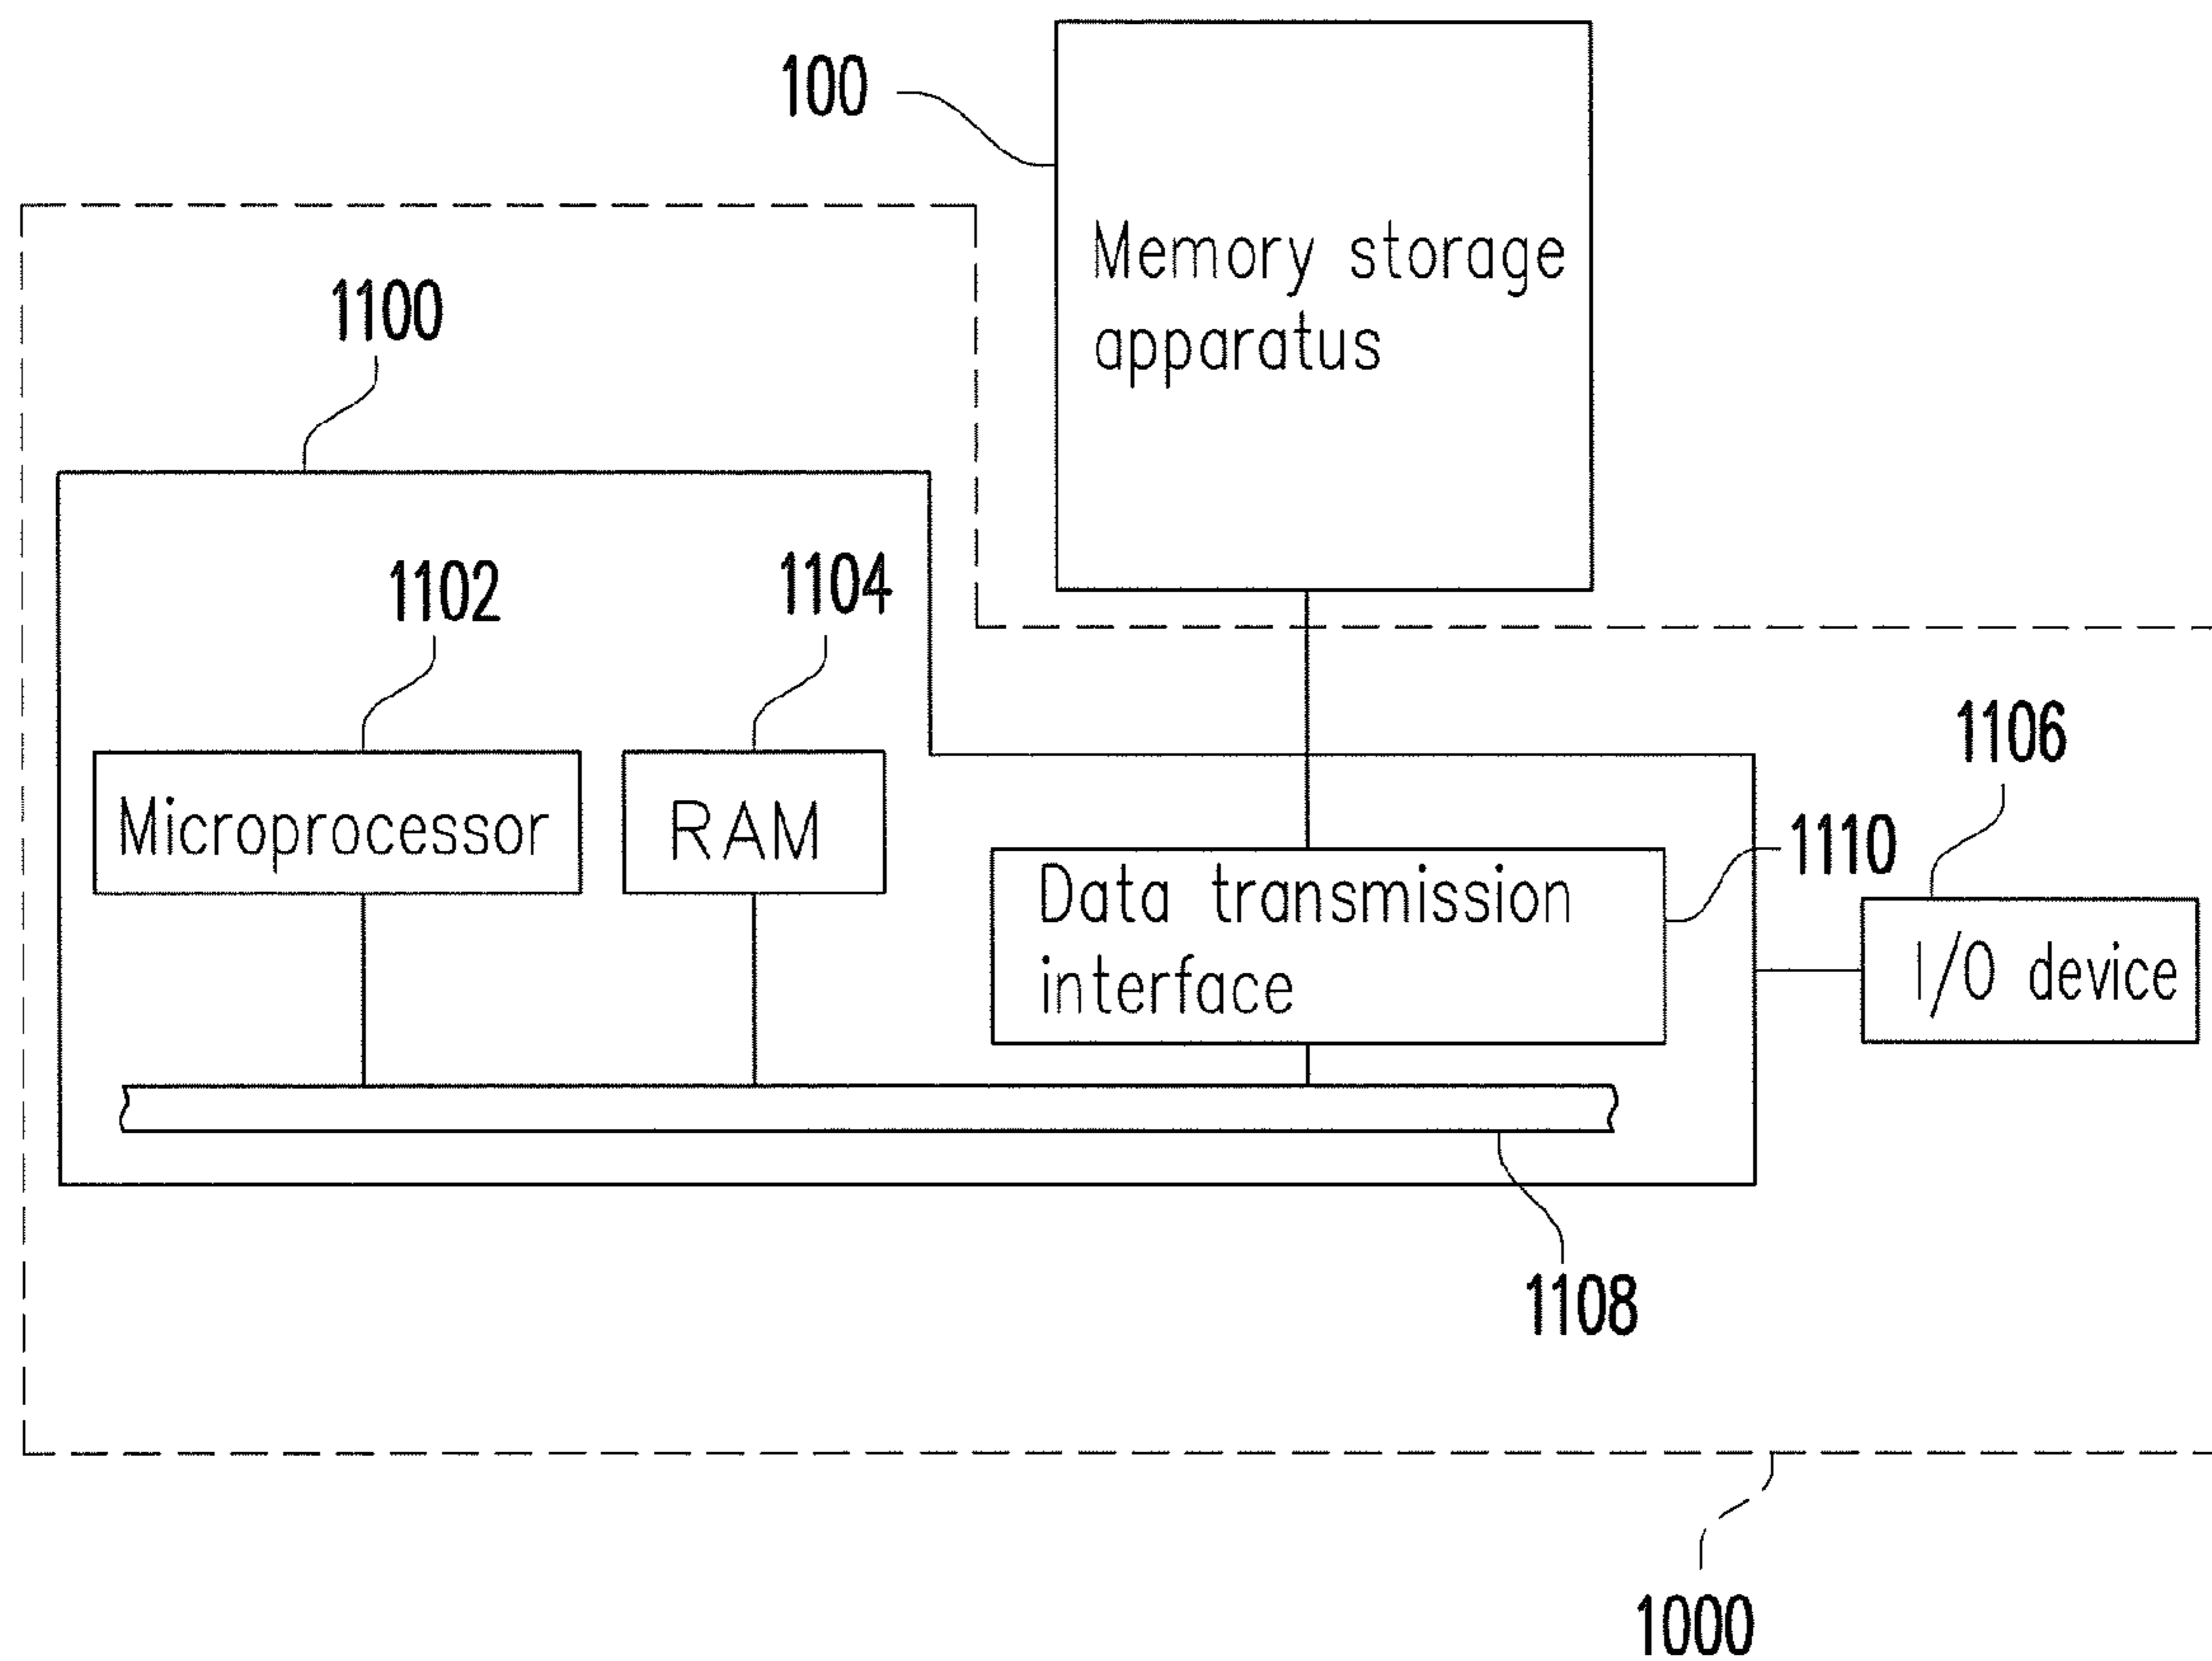 100
Memory storage
apparatus
1100
1102
1104
Microprocessor
RAM
1106
1110
Data transmission
interface
I/O device
1108
1000